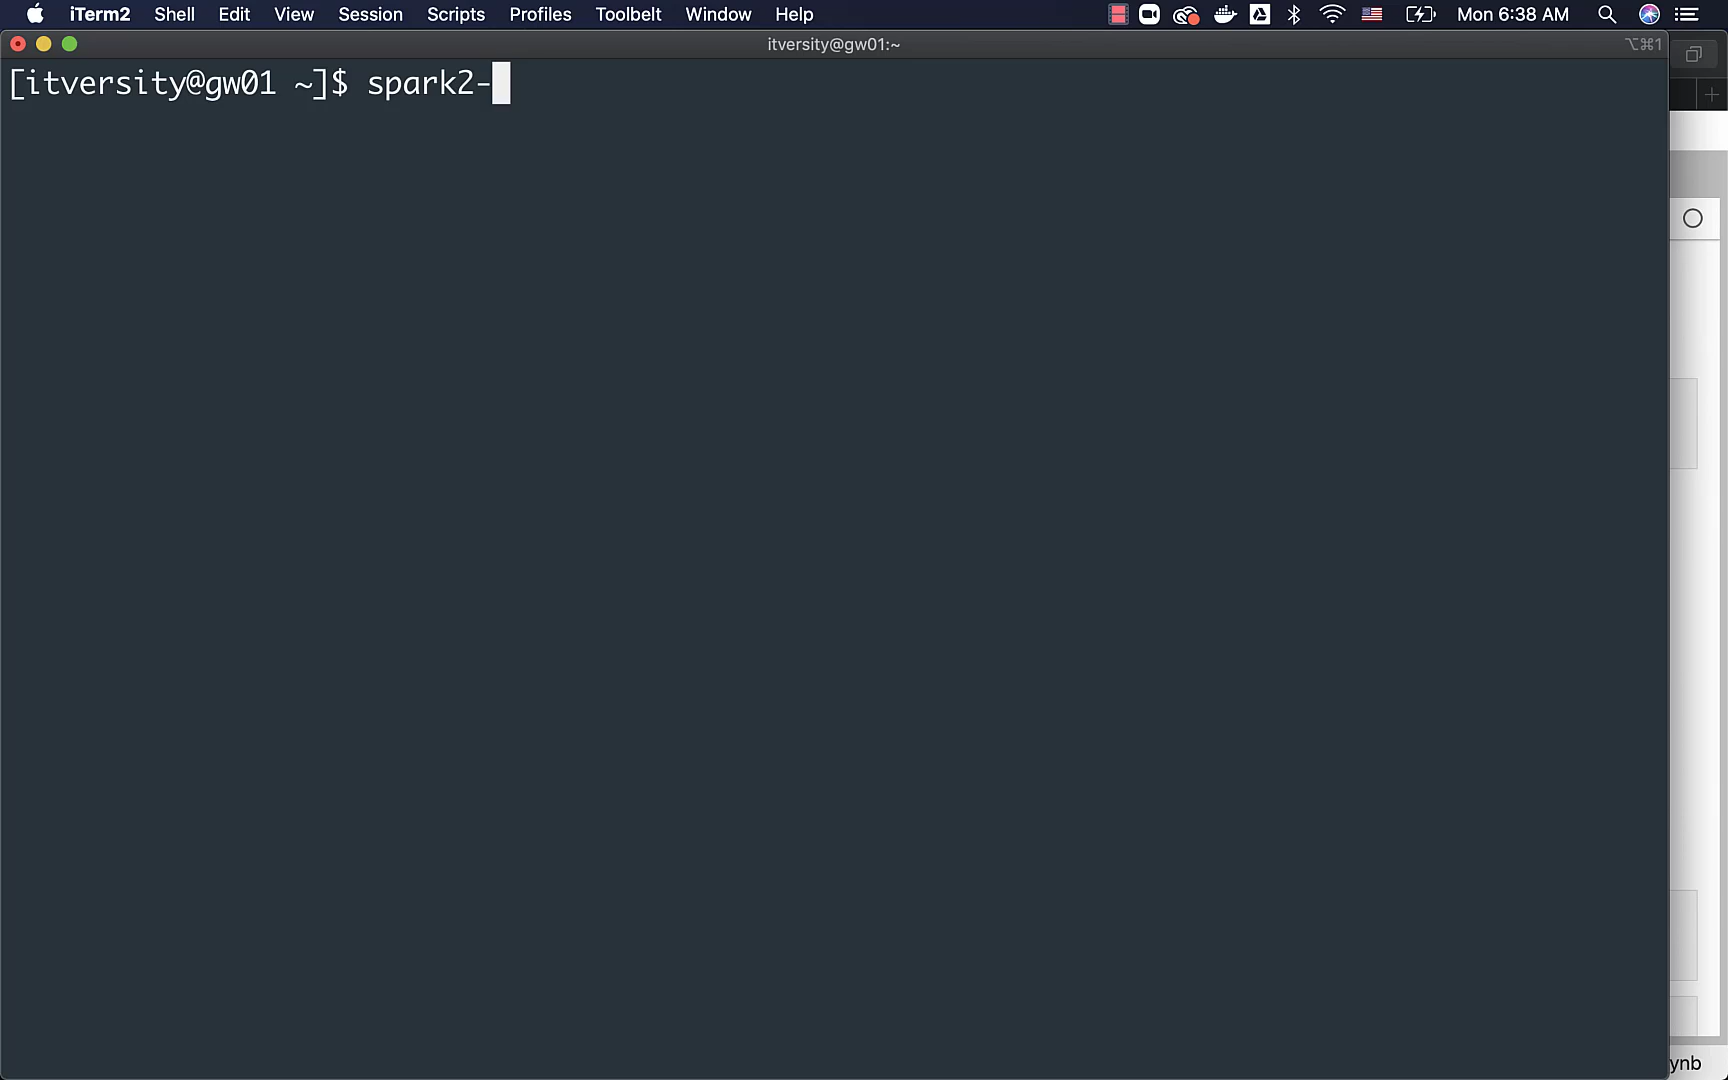 iTerm2 Shell Edit View Session Scripts Profiles Toolbelt Window Help Mon 6:38 AM
itversity@gw01:~ ⌥⌘1
[itversity@gw01 ~]$ spark2-
ynb